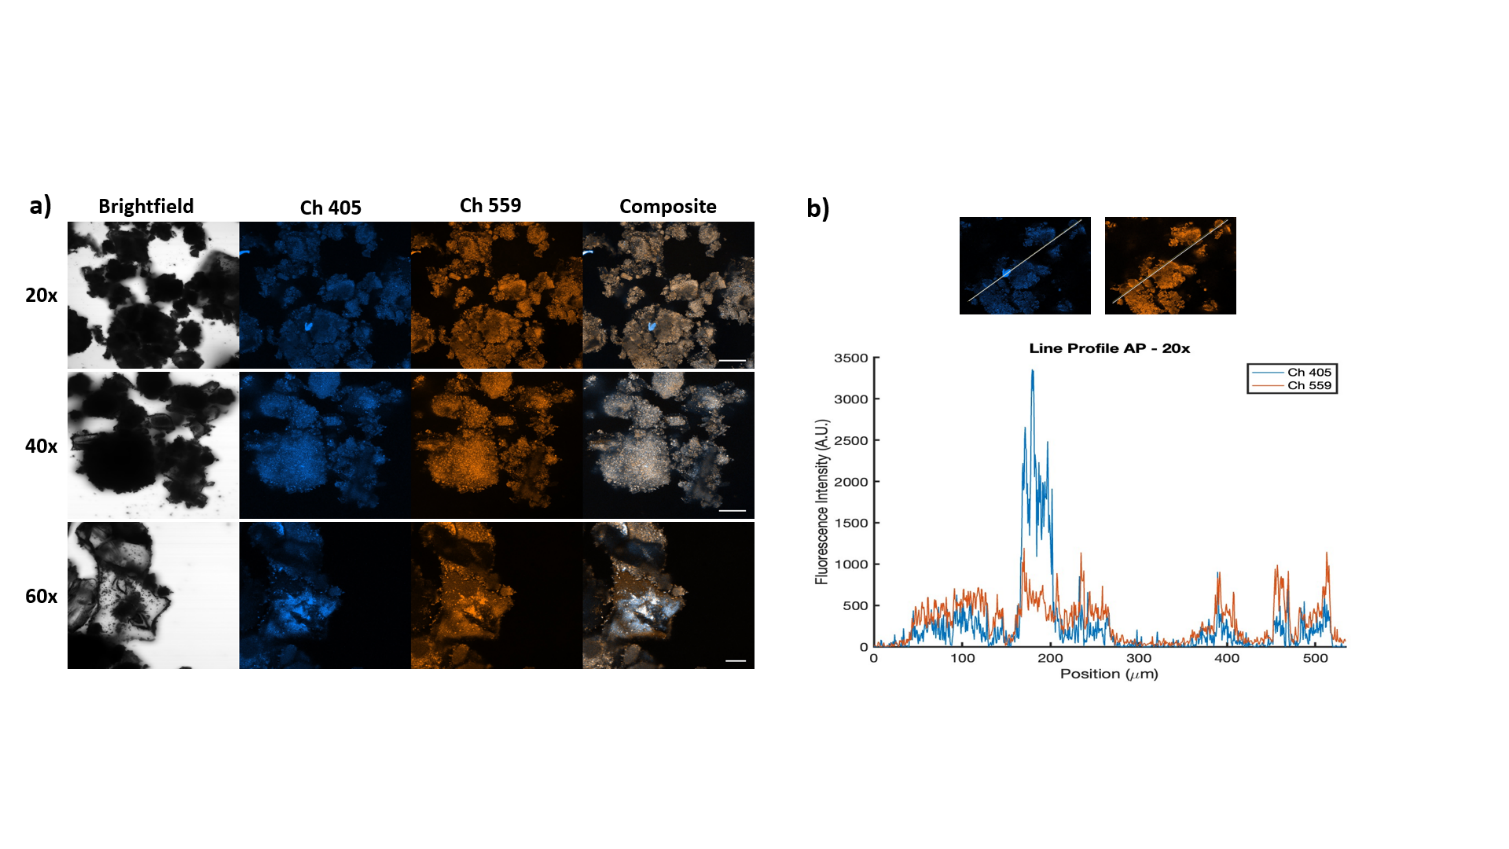 a)
Brightfield
Ch 405
Ch 559
Composite
20x
40x
60x
b)
Line Profile AP - 20x
Ch 405
Ch 559
Fluorescence Intensity (A.U.)
3500
3000
2500
2000
1500
1000
500
0
0 100 200 300 400 500
Position (μm)